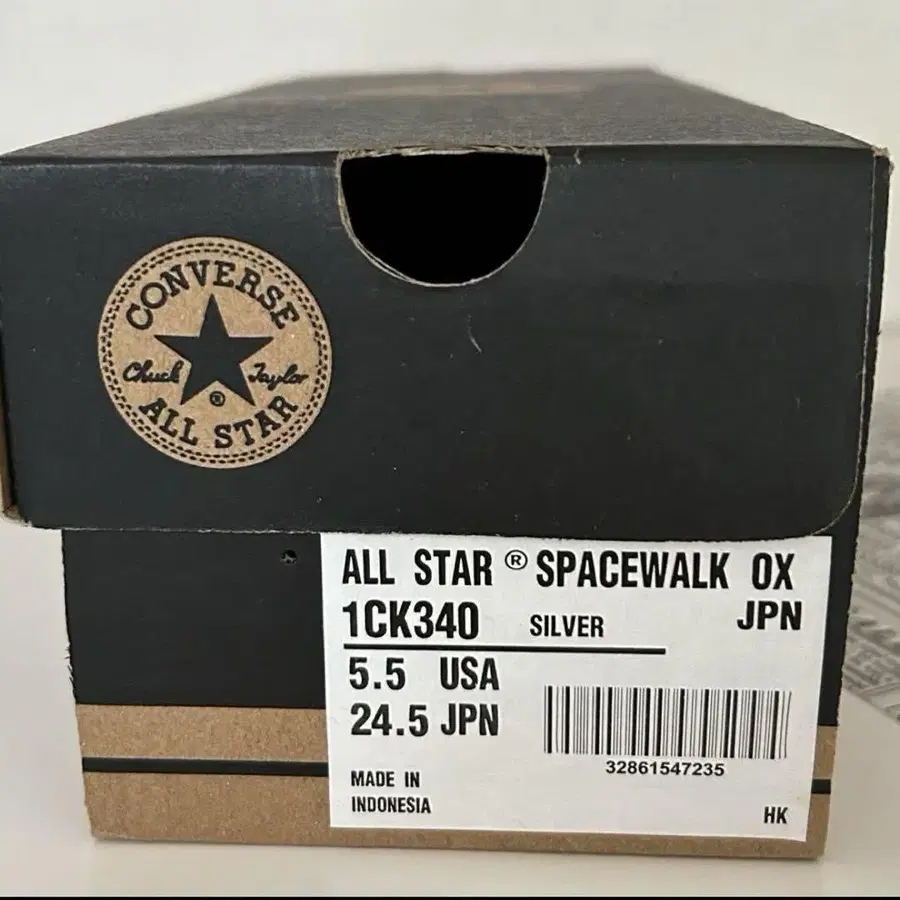 CONVERSE
Chuck Taylor
®
ALL STAR
ALL STAR ® SPACEWALK OX
1CK340 SILVER JPN
5.5 USA
24.5 JPN
32861547235
MADE IN
INDONESIA
HK